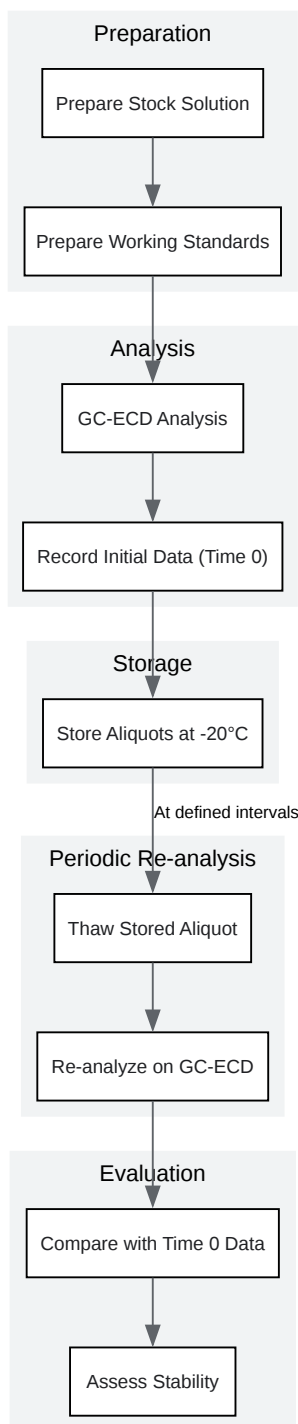 Preparation
Prepare Stock Solution
Prepare Working Standards
Analysis
GC-ECD Analysis
Record Initial Data (Time 0)
Storage
Store Aliquots at -20°C
At defined intervals
Periodic Re-analysis
Thaw Stored Aliquot
Re-analyze on GC-ECD
Evaluation
Compare with Time 0 Data
Assess Stability